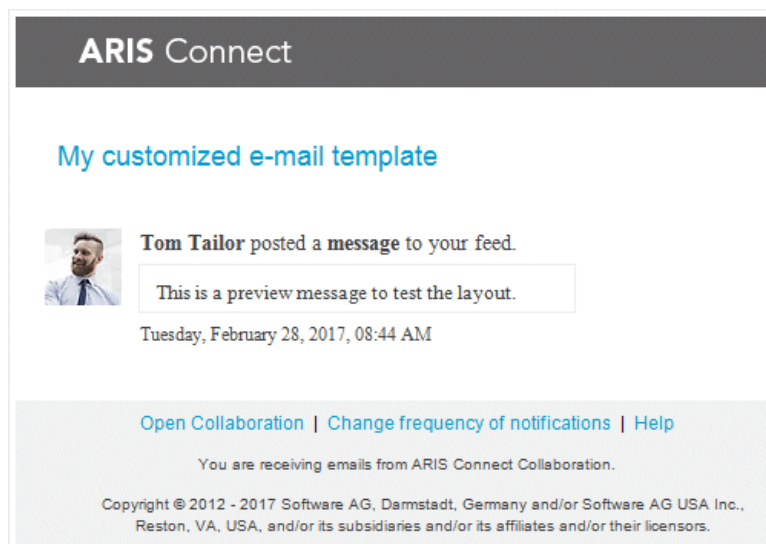 ARIS Connect
My customized e-mail template
Tom Tailor posted a message to your feed.
This is a preview message to test the layout.
Tuesday, February 28, 2017, 08:44 AM
Open Collaboration | Change frequency of notifications | Help
You are receiving emails from ARIS Connect Collaboration.
Copyright © 2012 - 2017 Software AG, Darmstadt, Germany and/or Software AG USA Inc.,
Reston, VA, USA, and/or its subsidiaries and/or its affiliates and/or their licensors.